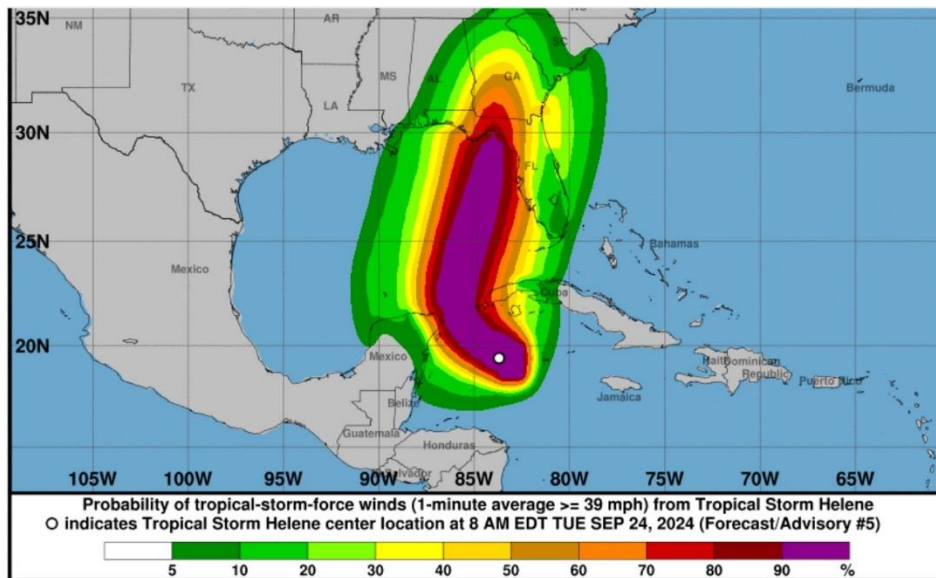 35N
NM
AR
SC
TX
MS
AL
GA
Bermuda
LA
30N
FL
25N
Mexico
Bahamas
Cuba
20N
Mexico
Haiti
Dominican
Republic
Puerto Rico
Jamaica
Belize
Guatemala
Honduras
105W 100W 95W 90W 85W 80W 75W 70W 65W
Probability of tropical-storm-force winds (1-minute average >= 39 mph) from Tropical Storm Helene
O indicates Tropical Storm Helene center location at 8 AM EDT TUE SEP 24, 2024 (Forecast/Advisory #5)
5 10 20 30 40 50 60 70 80 90 %